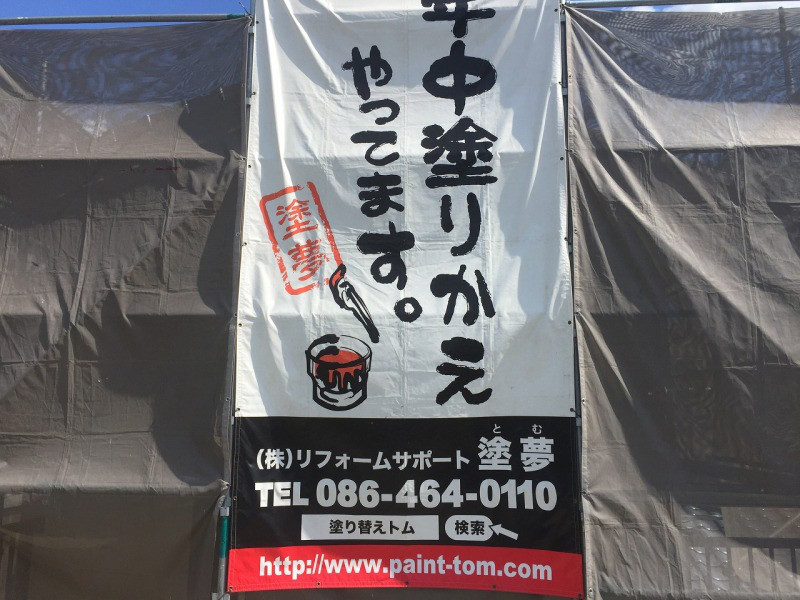 年中塗りかえ
やってます。
塗夢
(株)リフォームサポート 塗夢
とむ
TEL 086-464-0110
塗り替えトム 検索
http://www.paint-tom.com